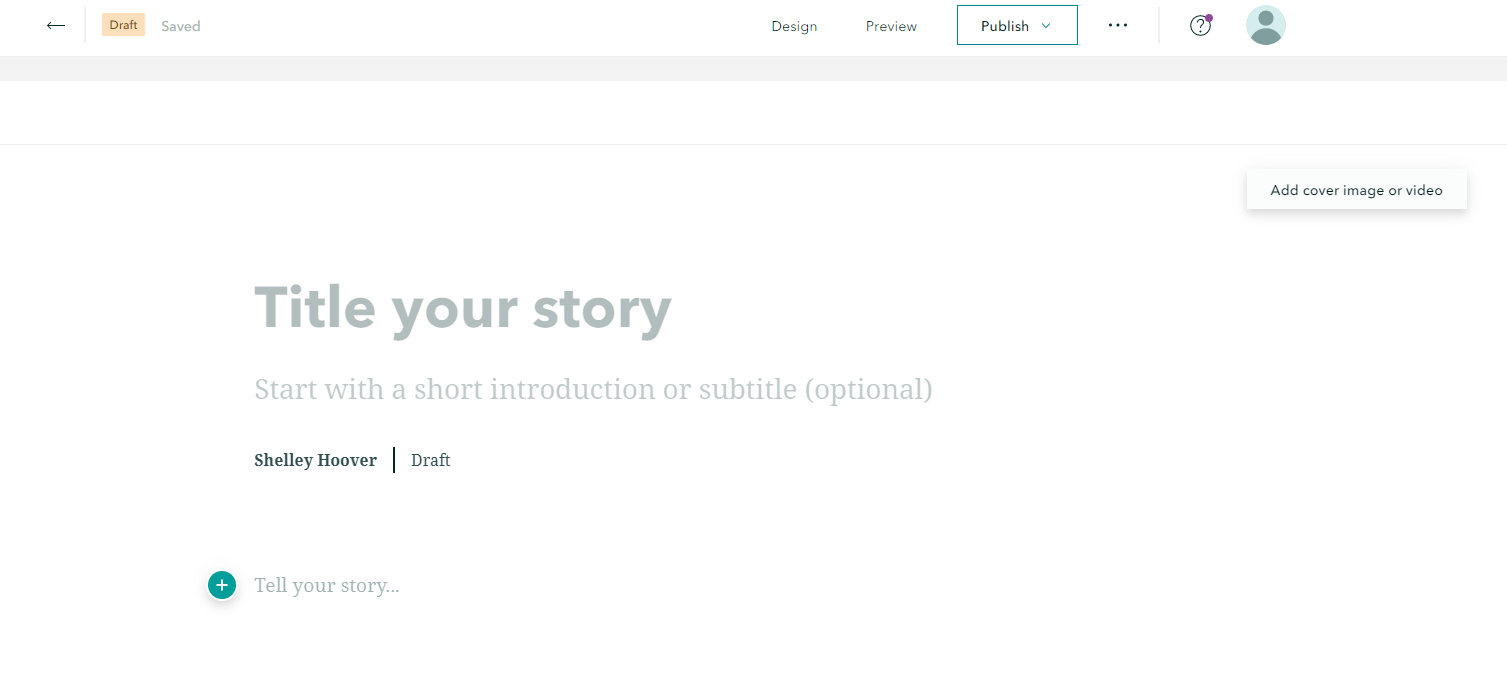 Draft Saved Design Preview Publish
Add cover image or video
Title your story
Start with a short introduction or subtitle (optional)
Shelley Hoover Draft
Tell your story...